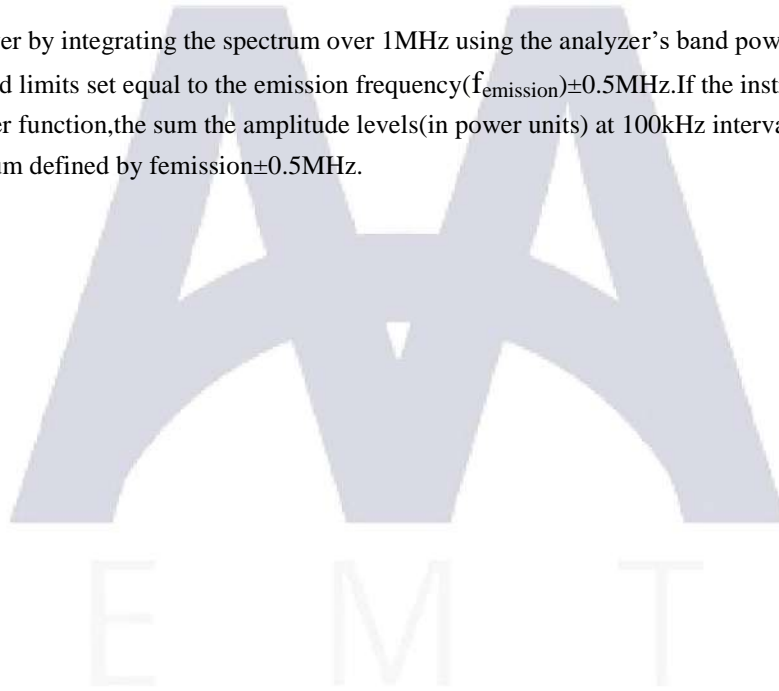 er by integrating the spectrum over 1MHz using the analyzer's band pow
d limits set equal to the emission frequency(femission)±0.5MHz.If the inst
er function,the sum the amplitude levels(in power units) at 100kHz interva
um defined by femission±0.5MHz.
E M T